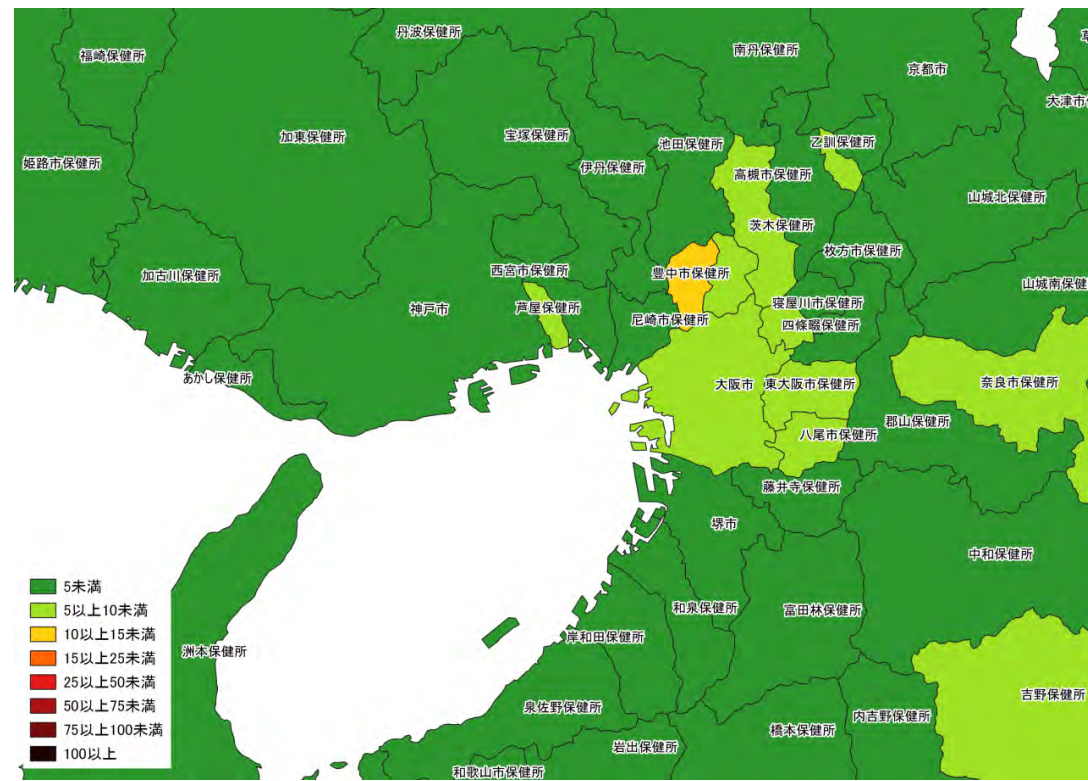 丹波保健所
福崎保健所
南丹保健所
京都市
大津市
加東保健所
宝塚保健所
池田保健所
乙訓保健所
姫路市保健所
伊丹保健所
高槻市保健所
山城北保健所
茨木保健所
枚方市保健所
加古川保健所
西宮市保健所
豊中市保健所
山城南保健所
神戸市
芦屋保健所
尼崎市保健所
寝屋川市保健所
四條畷保健所
あかし保健所
大阪市
東大阪市保健所
奈良市保健所
郡山保健所
八尾市保健所
藤井寺保健所
堺市
中和保健所
和泉保健所
富田林保健所
岸和田保健所
洲本保健所
吉野保健所
泉佐野保健所
内吉野保健所
橋本保健所
岩出保健所
和歌山市保健所
5未満
5以上10未満
10以上15未満
15以上25未満
25以上50未満
50以上75未満
75以上100未満
100以上